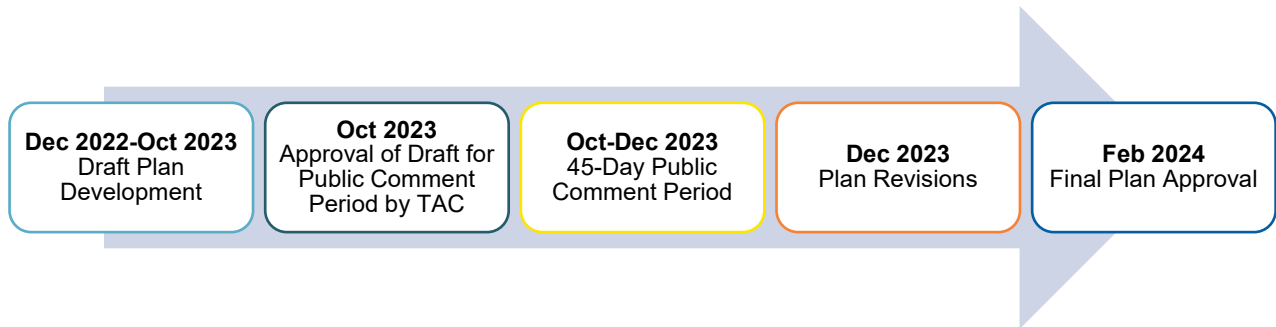 Dec 2022-Oct 2023
Draft Plan
Development
Oct 2023
Approval of Draft for
Public Comment
Period by TAC
Oct-Dec 2023
45-Day Public
Comment Period
Dec 2023
Plan Revisions
Feb 2024
Final Plan Approval